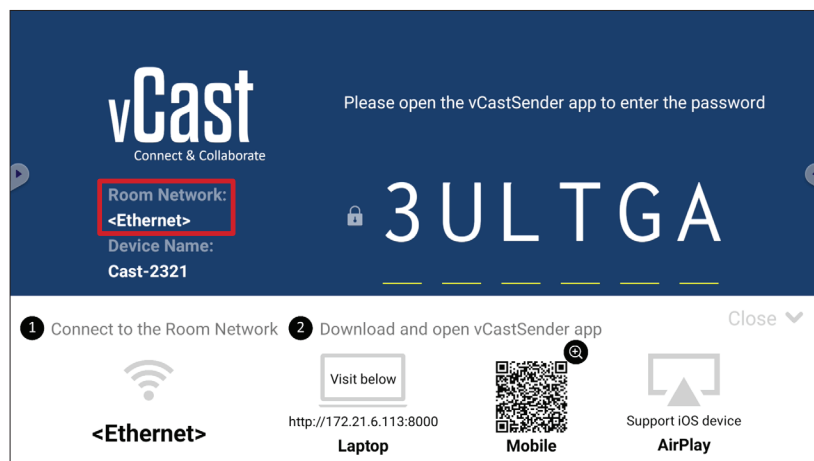 vCast
Connect & Collaborate
Please open the vCastSender app to enter the password
Room Network:
<Ethernet>
Device Name:
Cast-2321
3ULTGA
1 Connect to the Room Network
2 Download and open vCastSender app
Close
<Ethernet>
Visit below
http://172.21.6.113:8000
Laptop
Mobile
Support iOS device
AirPlay